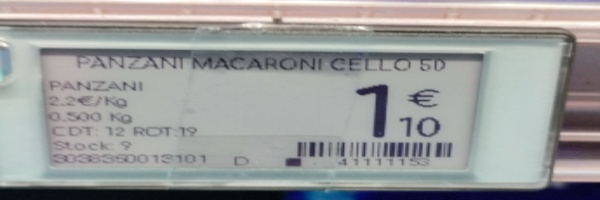 PANZANI MACARONI CELLO 5D
PANZANI
2.2€/Kg
0.500 Kg
CDT: 12 ROT:19
Stock: 9
3038350013101 D
1€10
41111153